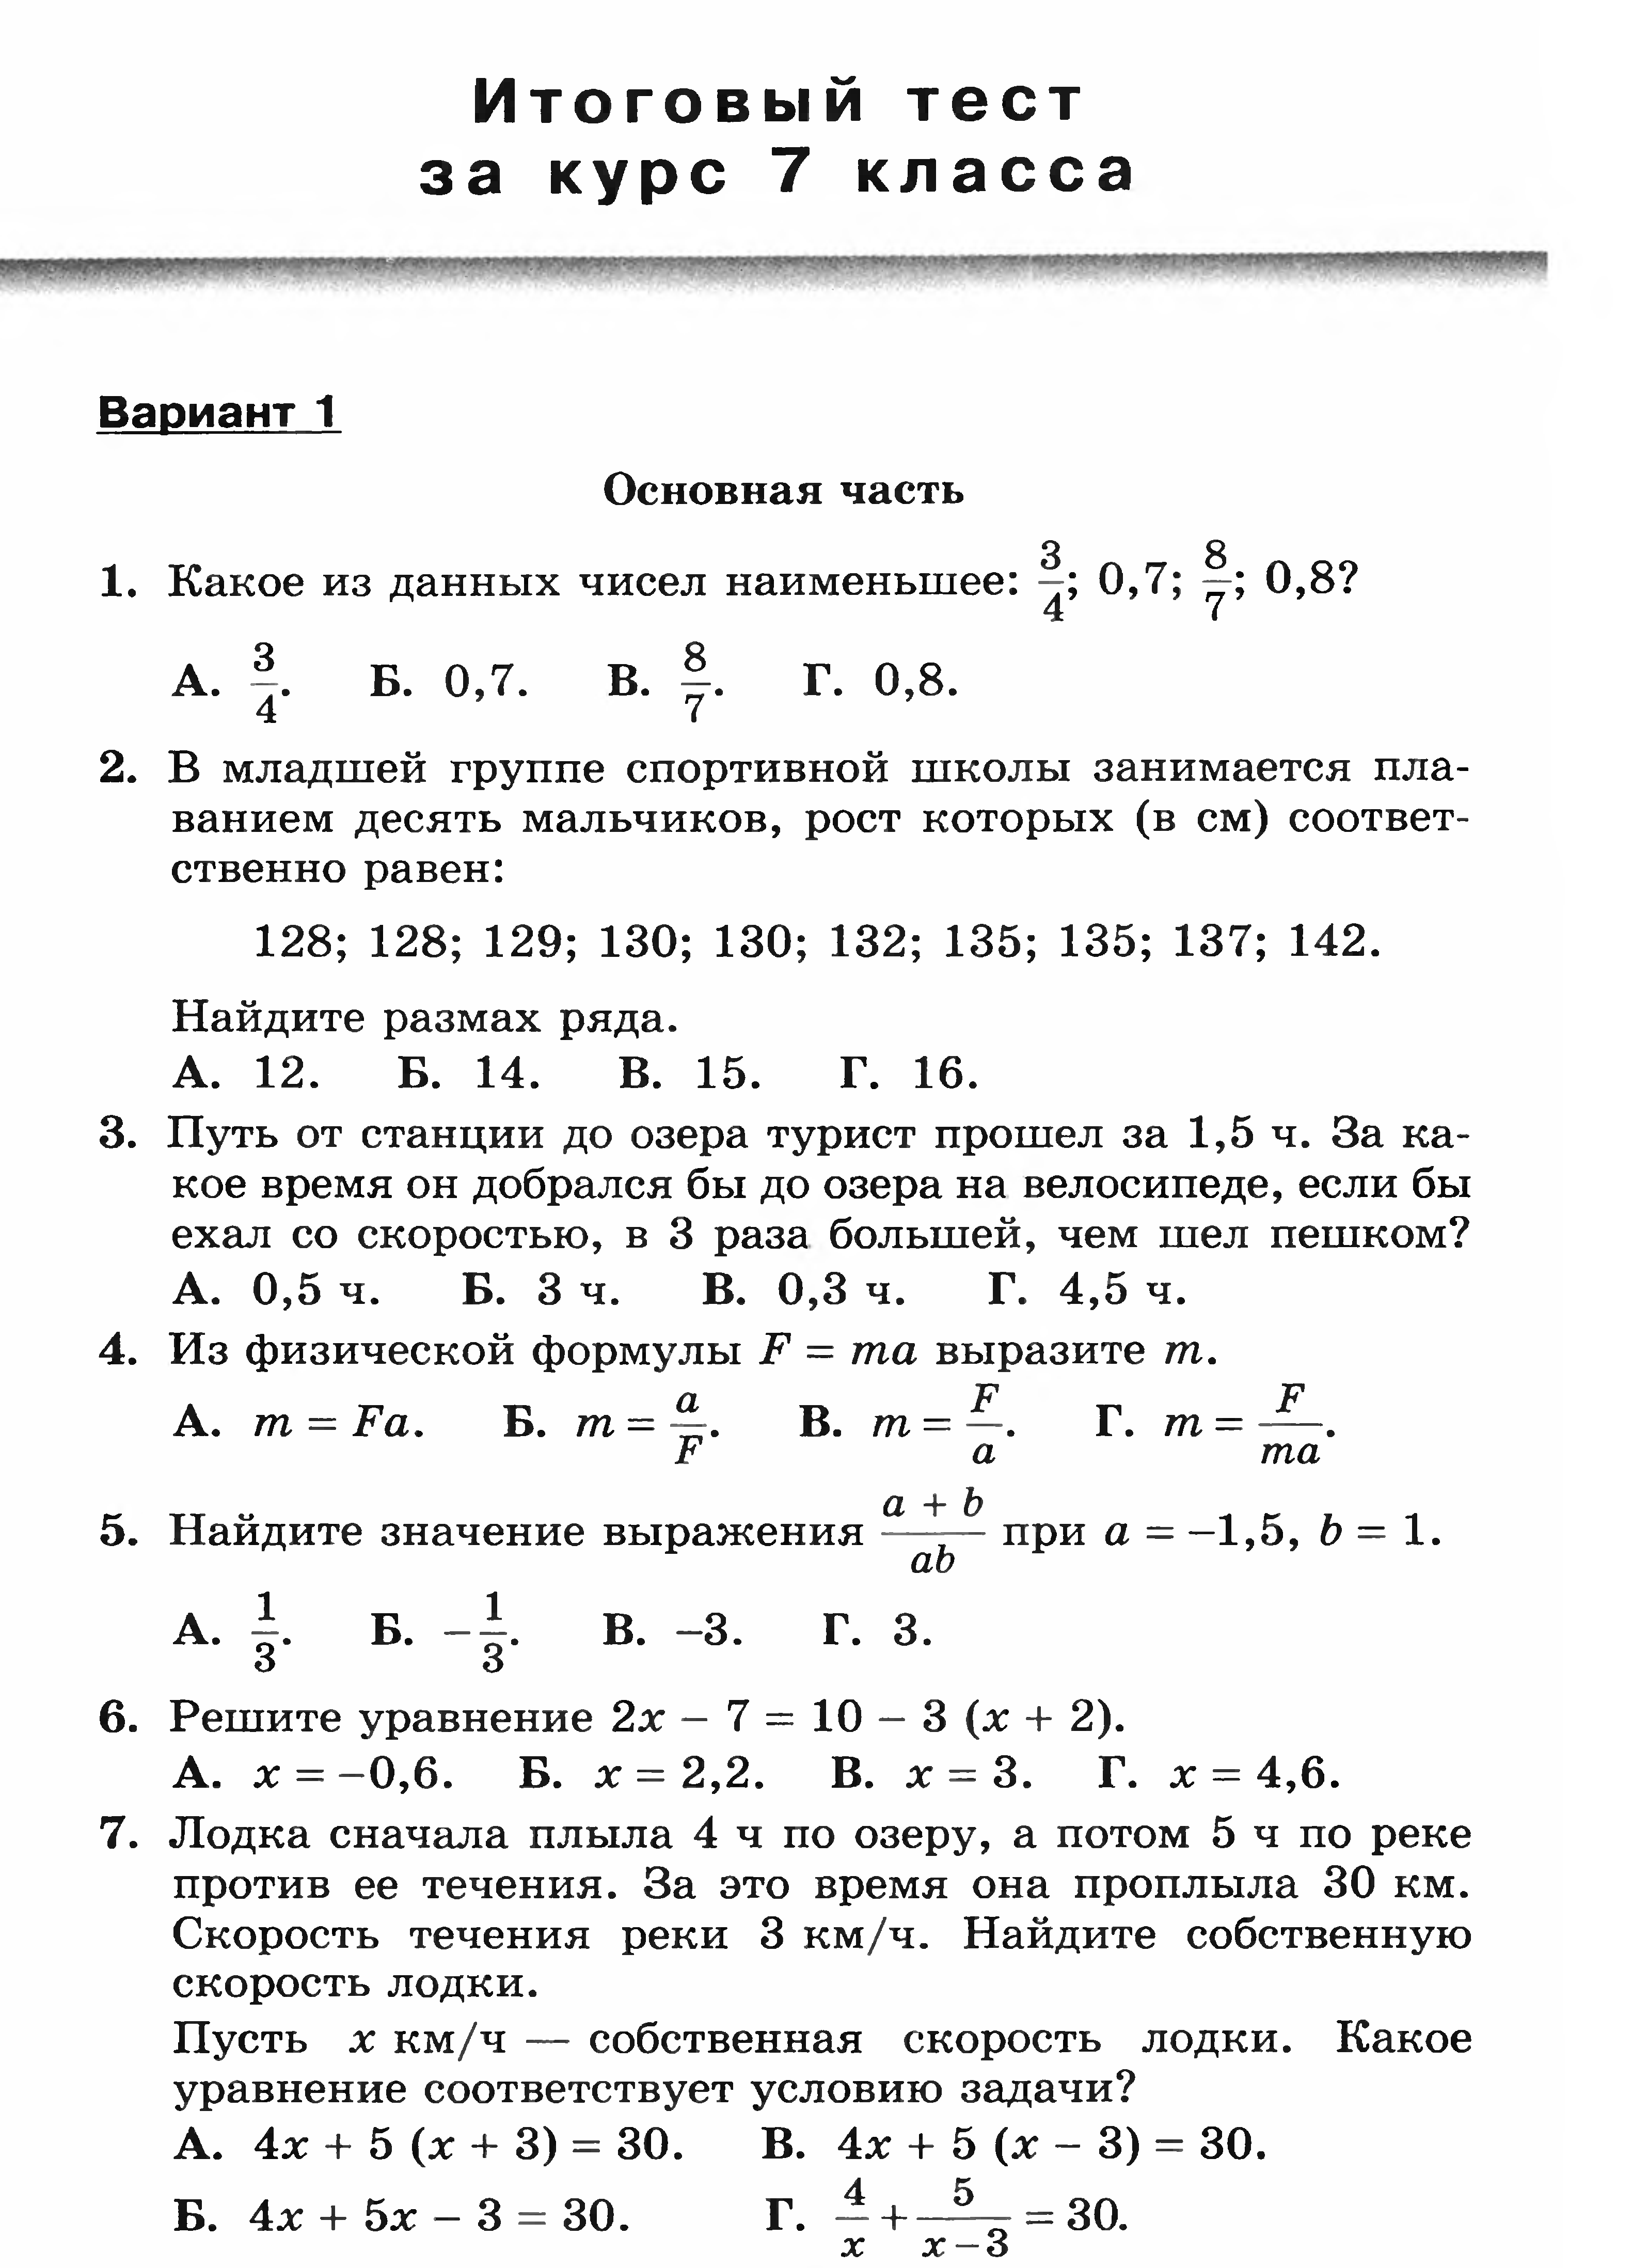 Итоговый тест
за курс 7 класса
Вариант 1
Основная часть
1. Какое из данных чисел наименьшее: 3/4; 0,7; 8/7; 0,8?
А. 3/4. Б. 0,7. В. 8/7. Г. 0,8.
2. В младшей группе спортивной школы занимается пла-
ванием десять мальчиков, рост которых (в см) соответ-
ственно равен:
128; 128; 129; 130; 130; 132; 135; 135; 137; 142.
Найдите размах ряда.
А. 12. Б. 14. В. 15. Г. 16.
3. Путь от станции до озера турист прошел за 1,5 ч. За ка-
кое время он добрался бы до озера на велосипеде, если бы
ехал со скоростью, в 3 раза большей, чем шел пешком?
А. 0,5 ч. Б. 3 ч. В. 0,3 ч. Г. 4,5 ч.
4. Из физической формулы F = ma выразите m.
А. m = Fa. Б. m = a/F. В. m = F/a. Г. m = F/ma.
5. Найдите значение выражения (a + b)/ab при a = –1,5, b = 1.
А. 1/3. Б. –1/3. В. –3. Г. 3.
6. Решите уравнение 2x – 7 = 10 – 3 (x + 2).
А. x = –0,6. Б. x = 2,2. В. x = 3. Г. x = 4,6.
7. Лодка сначала плыла 4 ч по озеру, а потом 5 ч по реке
против ее течения. За это время она проплыла 30 км.
Скорость течения реки 3 км/ч. Найдите собственную
скорость лодки.
Пусть x км/ч — собственная скорость лодки. Какое
уравнение соответствует условию задачи?
А. 4x + 5 (x + 3) = 30. В. 4x + 5 (x – 3) = 30.
Б. 4x + 5x – 3 = 30. Г. 4/x + 5/(x – 3) = 30.